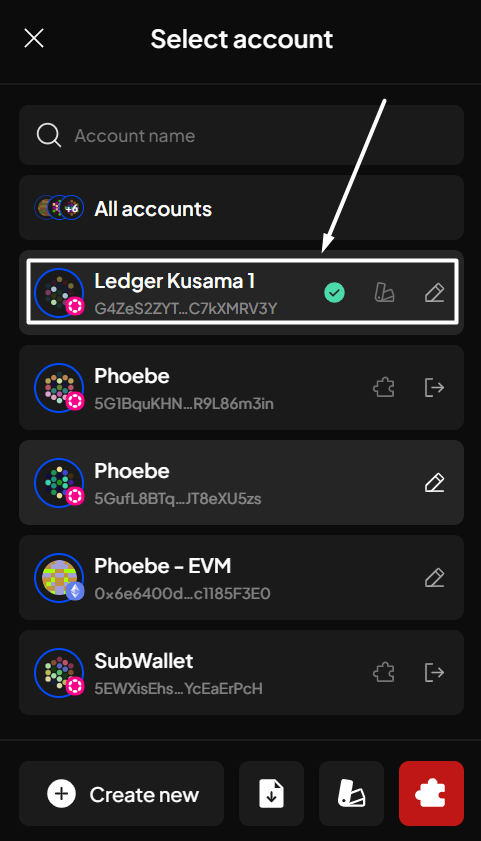 Select account
Account name
+6 All accounts
Ledger Kusama 1
G4ZeS2ZYT...C7kXMRV3Y
Phoebe
5G1BquKHN...R9L86m3in
Phoebe
5GufL8BTq...JT8eXU5zs
Phoebe - EVM
0x6e6400d...c1185F3E0
SubWallet
5EWXisEhs...YcEaErPcH
Create new